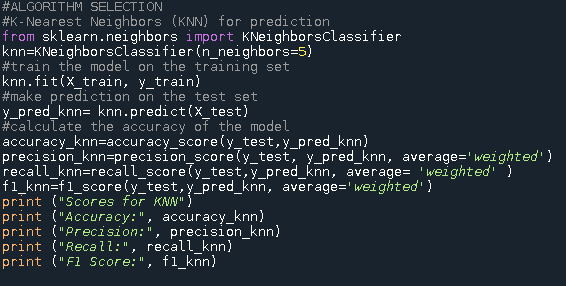 #ALGORITHM SELECTION
#K-Nearest Neighbors (KNN) for prediction
from sklearn.neighbors import KNeighborsClassifier
knn=KNeighborsClassifier(n_neighbors=5)
#train the model on the training set
knn.fit(X_train, y_train)
#make prediction on the test set
y_pred_knn= knn.predict(X_test)
#calculate the accuracy of the model
accuracy_knn=accuracy_score(y_test,y_pred_knn)
precision_knn=precision_score(y_test, y_pred_knn, average='weighted')
recall_knn=recall_score(y_test,y_pred_knn, average= 'weighted' )
f1_knn=f1_score(y_test,y_pred_knn, average='weighted')
print ("Scores for KNN")
print ("Accuracy:", accuracy_knn)
print ("Precision:", precision_knn)
print ("Recall:", recall_knn)
print ("F1 Score:", f1_knn)